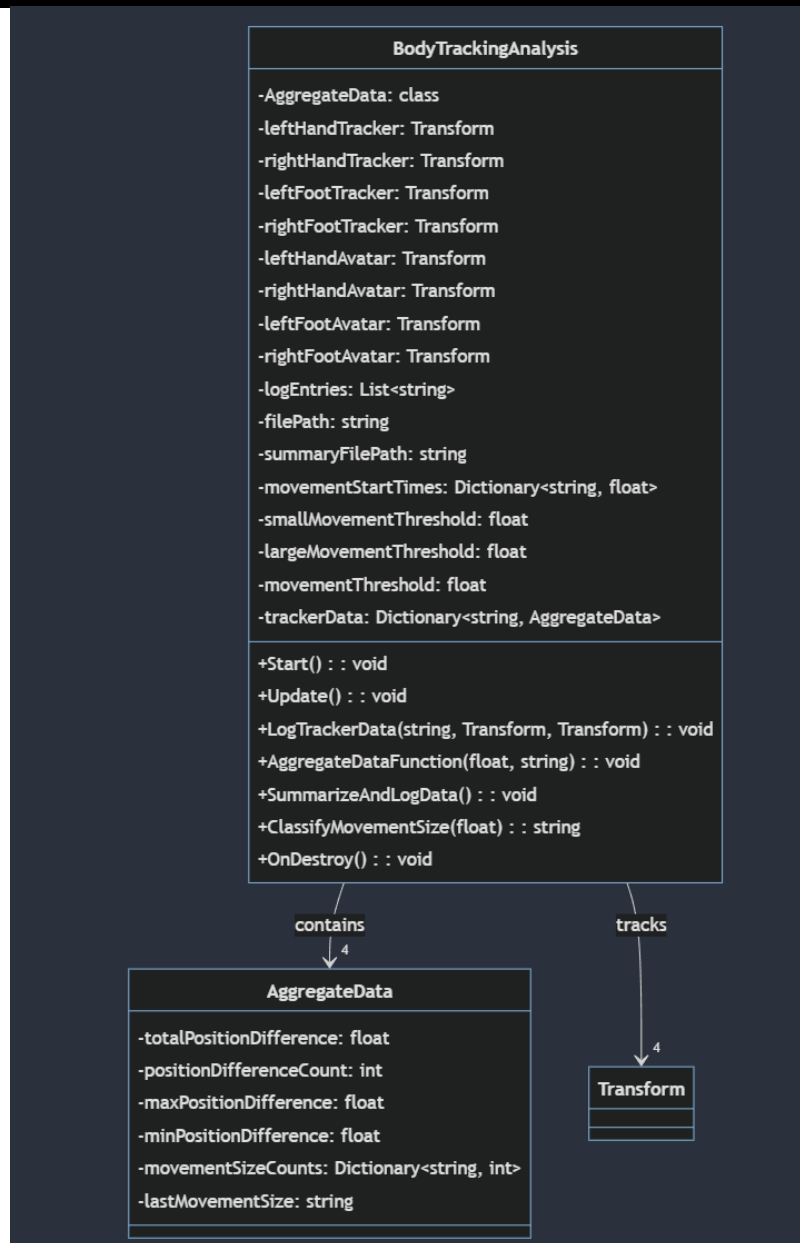 BodyTrackingAnalysis
-AggregateData: class
-leftHandTracker: Transform
-rightHandTracker: Transform
-leftFootTracker: Transform
-rightFootTracker: Transform
-leftHandAvatar: Transform
-rightHandAvatar: Transform
-leftFootAvatar: Transform
-rightFootAvatar: Transform
-logEntries: List<string>
-filePath: string
-summaryFilePath: string
-movementStartTimes: Dictionary<string, float>
-smallMovementThreshold: float
-largeMovementThreshold: float
-movementThreshold: float
-trackerData: Dictionary<string, AggregateData>
+Start() : : void
+Update() : : void
+LogTrackerData(string, Transform, Transform) : : void
+AggregateDataFunction(float, string) : : void
+SummarizeAndLogData() : : void
+ClassifyMovementSize(float) : : string
+OnDestroy() : : void
contains
tracks
4
AggregateData
-totalPositionDifference: float
-positionDifferenceCount: int
-maxPositionDifference: float
-minPositionDifference: float
-movementSizeCounts: Dictionary<string, int>
-lastMovementSize: string
4
Transform